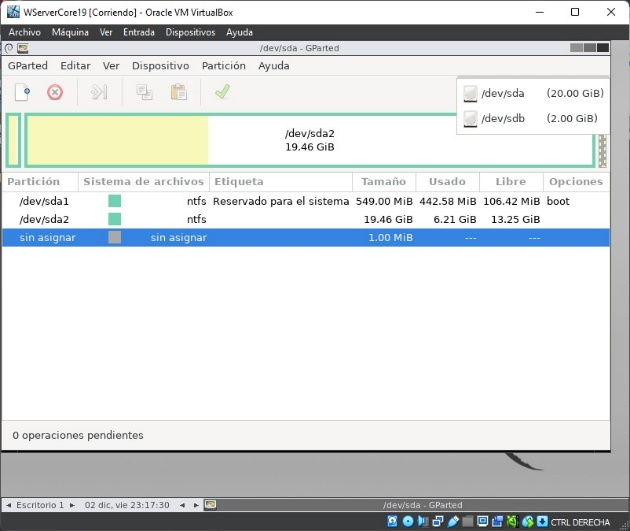 WServerCore19 [Corriendo] - Oracle VM VirtualBox
Archivo Máquina Ver Entrada Dispositivos Ayuda
/dev/sda - GParted
GParted Editar Ver Dispositivo Partición Ayuda
/dev/sda (20.00 GiB)
/dev/sdb (2.00 GiB)
/dev/sda2
19.46 GiB
Partición Sistema de archivos Etiqueta Tamaño Usado Libre Opciones
/dev/sda1 ntfs Reservado para el sistema 549.00 MiB 442.58 MiB 106.42 MiB boot
/dev/sda2 ntfs 19.46 GiB 6.21 GiB 13.25 GiB
sin asignar sin asignar 1.00 MiB --- ---
0 operaciones pendientes
Escritorio 1 02 dic, vie 23:17:30 /dev/sda - GParted
CTRL DERECHA